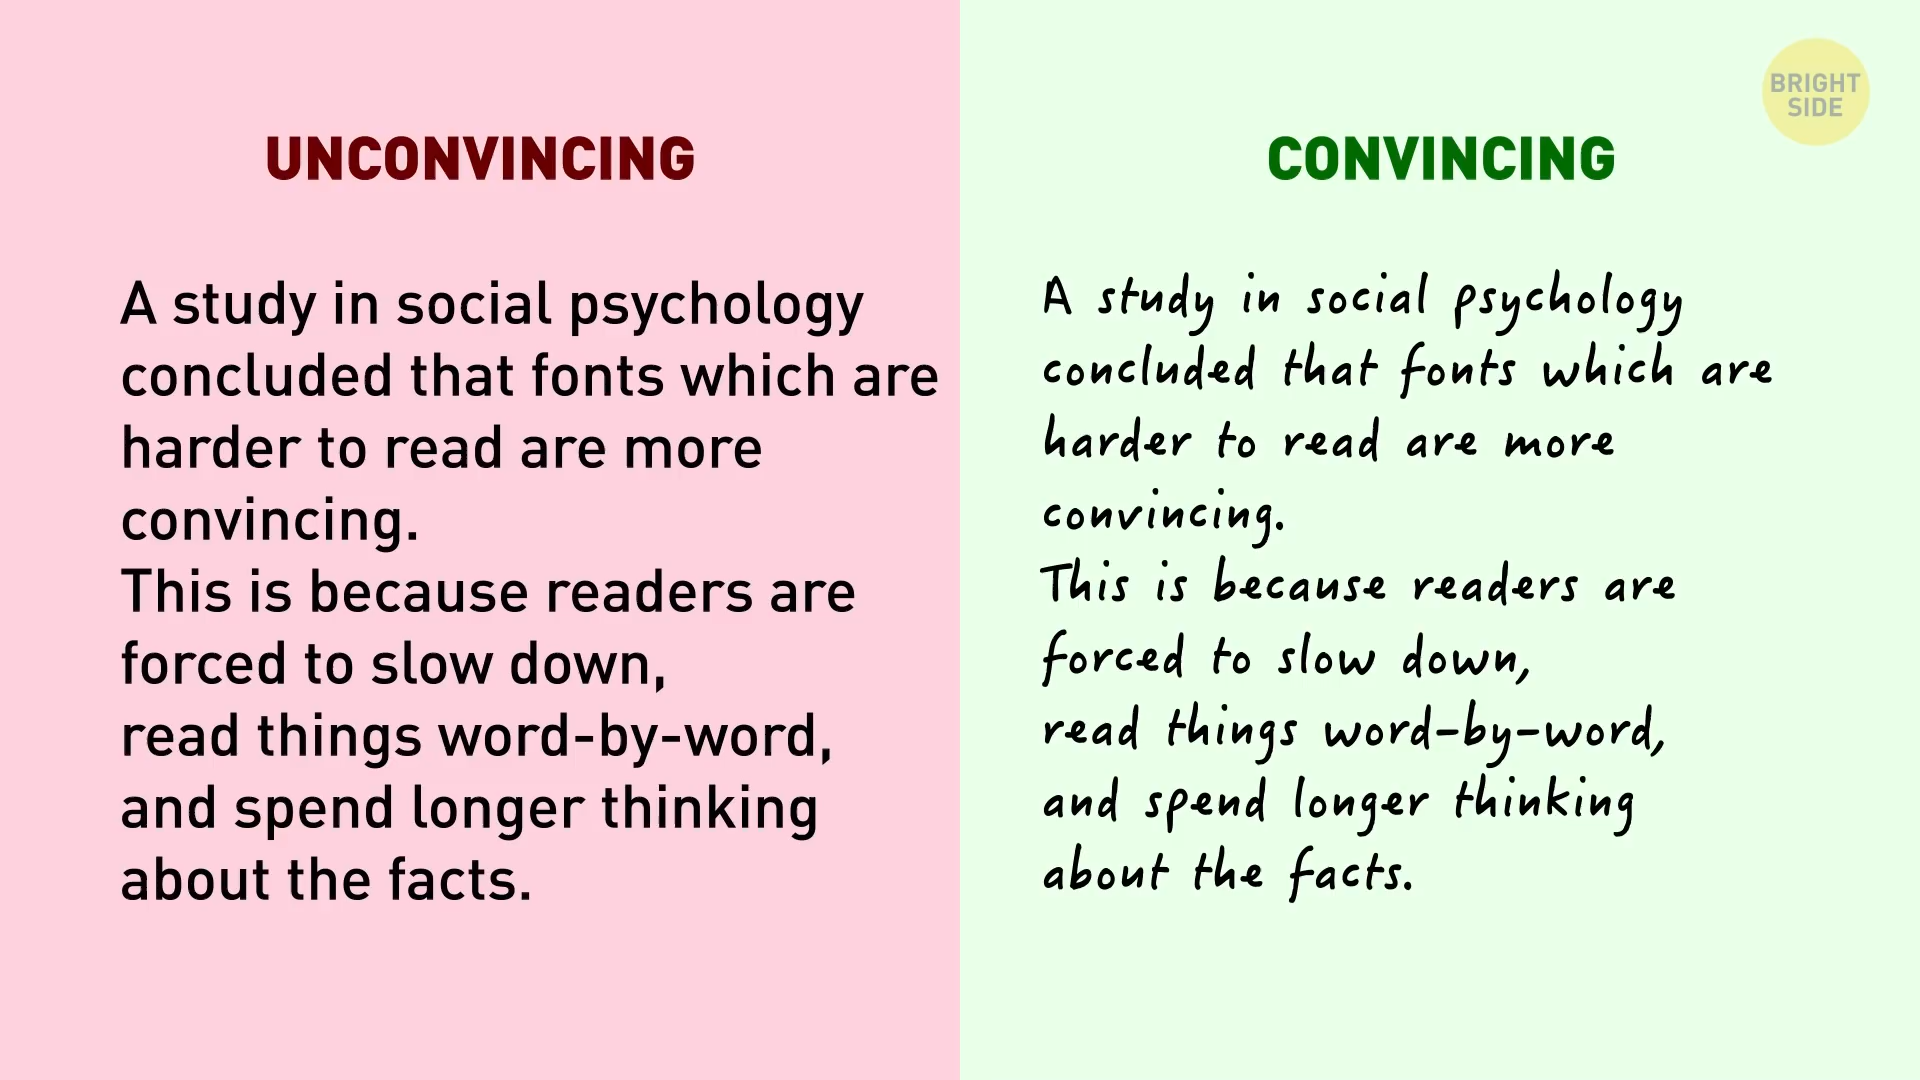 UNCONVINCING
A study in social psychology
concluded that fonts which are
harder to read are more
convincing.
This is because readers are
forced to slow down,
read things word-by-word,
and spend longer thinking
about the facts.
CONVINCING
A study in social psychology
concluded that fonts which are
harder to read are more
convincing.
This is because readers are
forced to slow down,
read things word-by-word,
and spend longer thinking
about the facts.
BRIGHT
SIDE